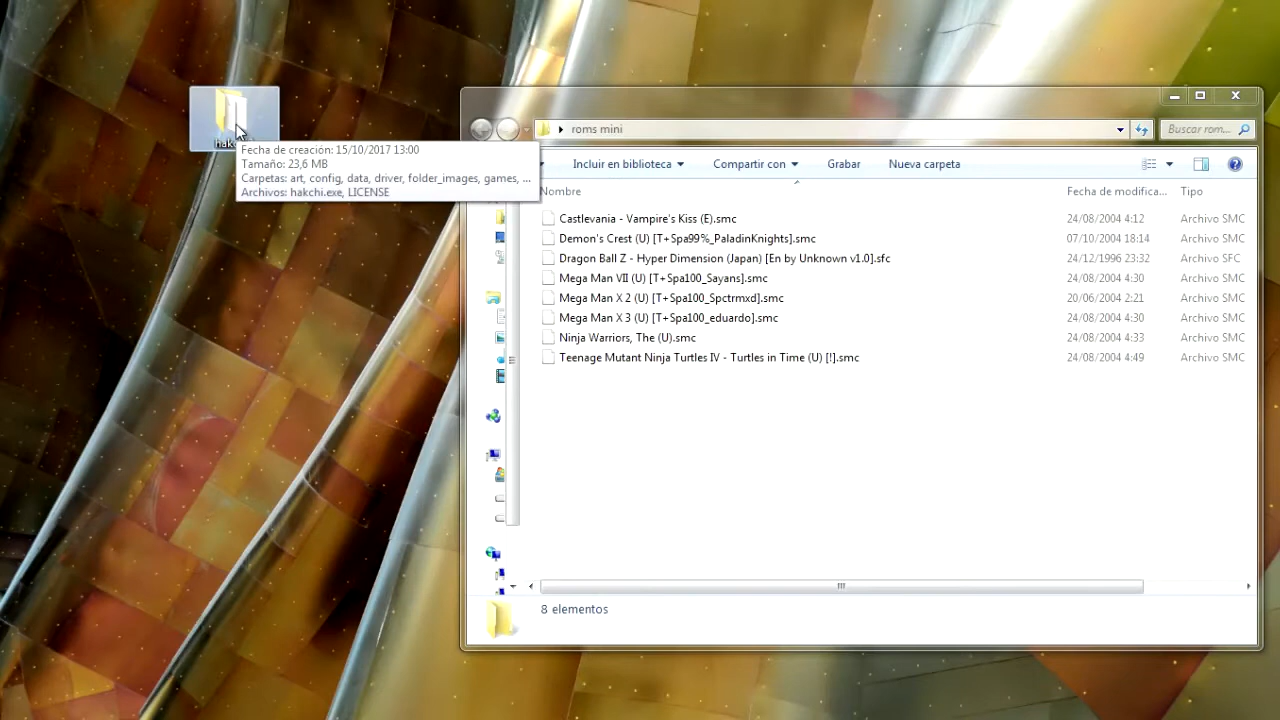 hakc
Fecha de creación: 15/10/2017 13:00
Tamaño: 23,6 MB
Carpetas: art, config, data, driver, folder_images, games, ...
Archivos: hakchi.exe, LICENSE
roms mini
Buscar rom...
Incluir en biblioteca Compartir con Grabar Nueva carpeta
Nombre Fecha de modifica... Tipo
Castlevania - Vampire's Kiss (E).smc 24/08/2004 4:12 Archivo SMC
Demon's Crest (U) [T+Spa99%_PaladinKnights].smc 07/10/2004 18:14 Archivo SMC
Dragon Ball Z - Hyper Dimension (Japan) [En by Unknown v1.0].sfc 24/12/1996 23:32 Archivo SFC
Mega Man VII (U) [T+Spa100_Sayans].smc 24/08/2004 4:30 Archivo SMC
Mega Man X 2 (U) [T+Spa100_Spctrmxd].smc 20/06/2004 2:21 Archivo SMC
Mega Man X 3 (U) [T+Spa100_eduardo].smc 24/08/2004 4:30 Archivo SMC
Ninja Warriors, The (U).smc 24/08/2004 4:33 Archivo SMC
Teenage Mutant Ninja Turtles IV - Turtles in Time (U) [!].smc 24/08/2004 4:49 Archivo SMC
8 elementos